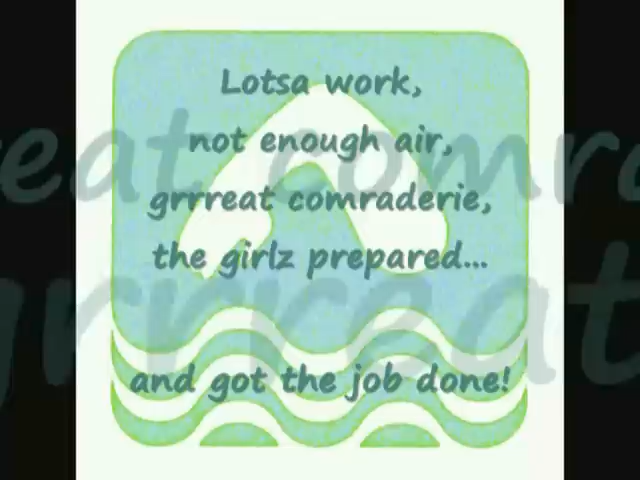 Lotsa work,
not enough air,
grrreat comraderie,
the girlz prepared...
and got the job done!